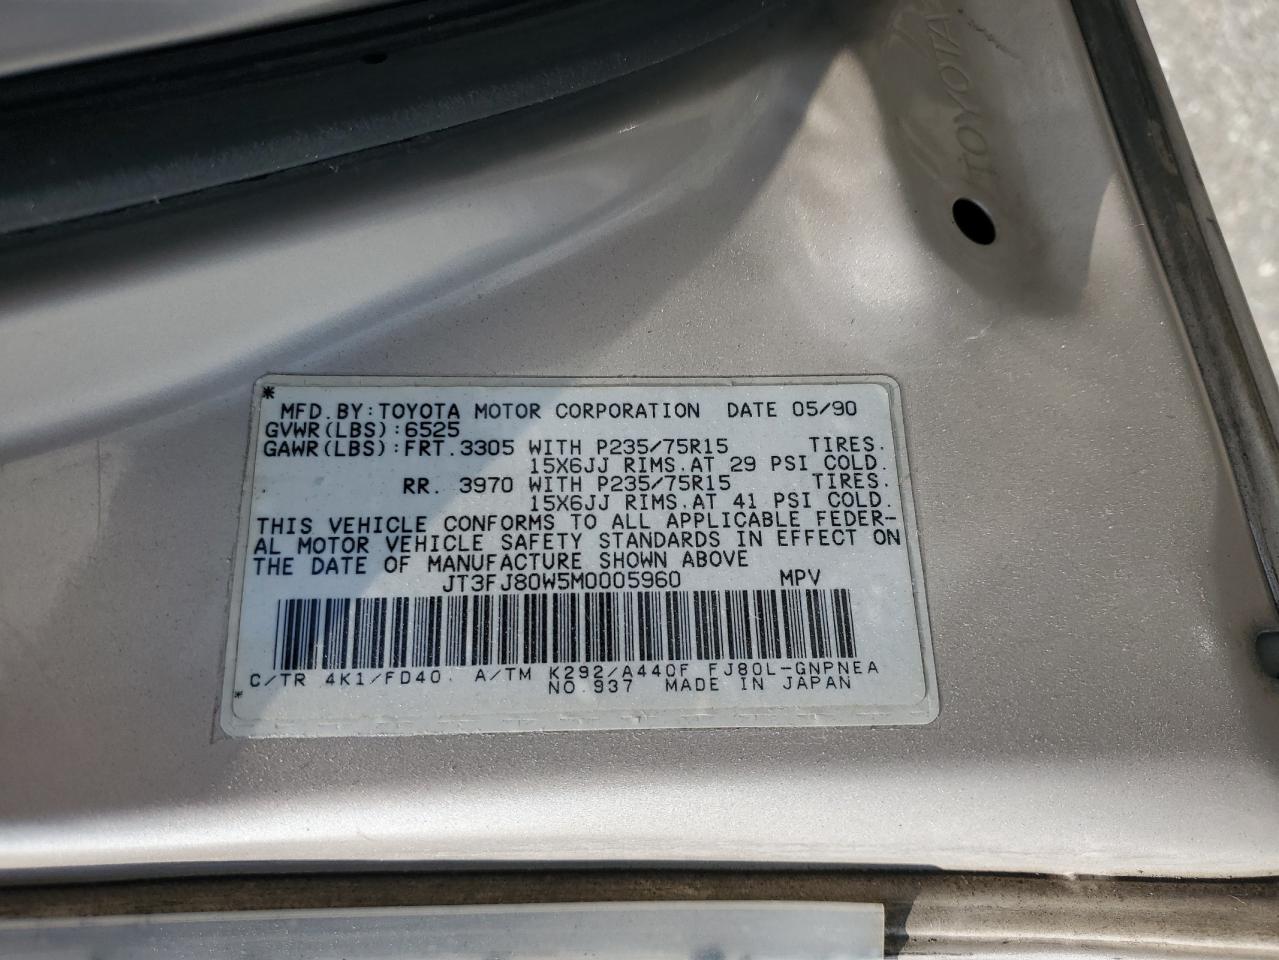 TOYOTA
*
MFD. BY: TOYOTA MOTOR CORPORATION DATE 05/90
GVWR(LBS): 6525
GAWR(LBS): FRT. 3305 WITH P235/75R15 TIRES.
15X6JJ RIMS. AT 29 PSI COLD.
RR. 3970 WITH P235/75R15 TIRES.
15X6JJ RIMS. AT 41 PSI COLD.
THIS VEHICLE CONFORMS TO ALL APPLICABLE FEDER-
AL MOTOR VEHICLE SAFETY STANDARDS IN EFFECT ON
THE DATE OF MANUFACTURE SHOWN ABOVE
JT3FJ80W5M0005960 MPV
C/TR 4K1/FD40. A/TM K292/A440F FJ80L-GNPNEA
* NO.937 MADE IN JAPAN